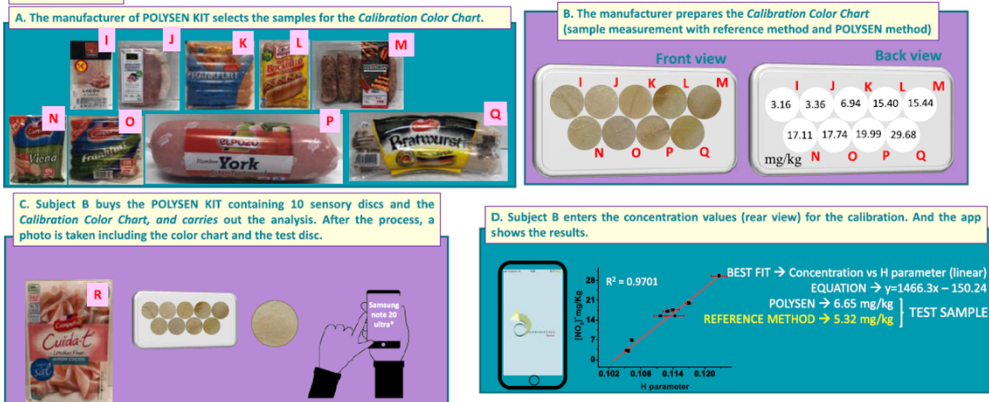 A. The manufacturer of POLYSEN KIT selects the samples for the Calibration Color Chart.
I
J
K
L
M
FRANKFURT
N
O
P
Q
Viena
Frankfurt
ELPOZO
York
Bratwurst
B. The manufacturer prepares the Calibration Color Chart
(sample measurement with reference method and POLYSEN method)
Front view
I J K L M
N O P Q
Back view
I J K L M
3.16 3.36 6.94 15.40 15.44
17.11 17.74 19.99 29.68
mg/kg N O P Q
C. Subject B buys the POLYSEN KIT containing 10 sensory discs and the
Calibration Color Chart, and carries out the analysis. After the process, a
photo is taken including the color chart and the test disc.
R
Cuida-t
sal
Samsung
note 20
ultra*
D. Subject B enters the concentration values (rear view) for the calibration. And the app
shows the results.
R² = 0.9701
[NO₂]⁻mg/Kg
28
21
14
7
0
0.102 0.108 0.114 0.120
H parameter
BEST FIT → Concentration vs H parameter (linear)
EQUATION → y=1466.3x – 150.24
POLYSEN → 6.65 mg/kg
REFERENCE METHOD → 5.32 mg/kg
TEST SAMPLE